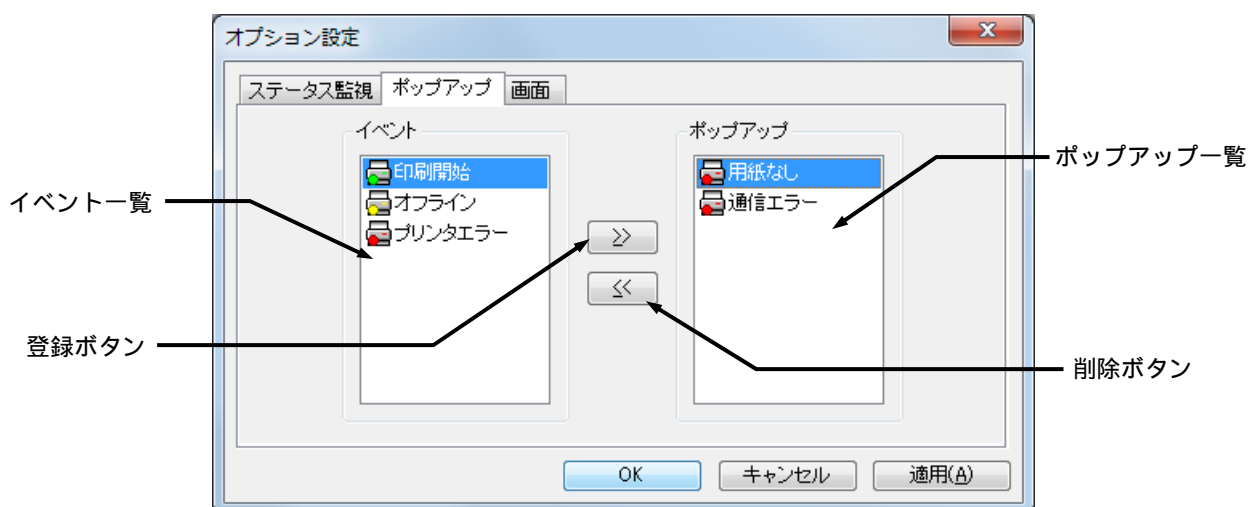 オプション設定
ステータス監視 ポップアップ 画面
イベント
ポップアップ
印刷開始
オフライン
プリンタエラー
用紙なし
通信エラー
>>
<<
イベント一覧
ポップアップ一覧
登録ボタン
削除ボタン
OK
キャンセル
適用(A)